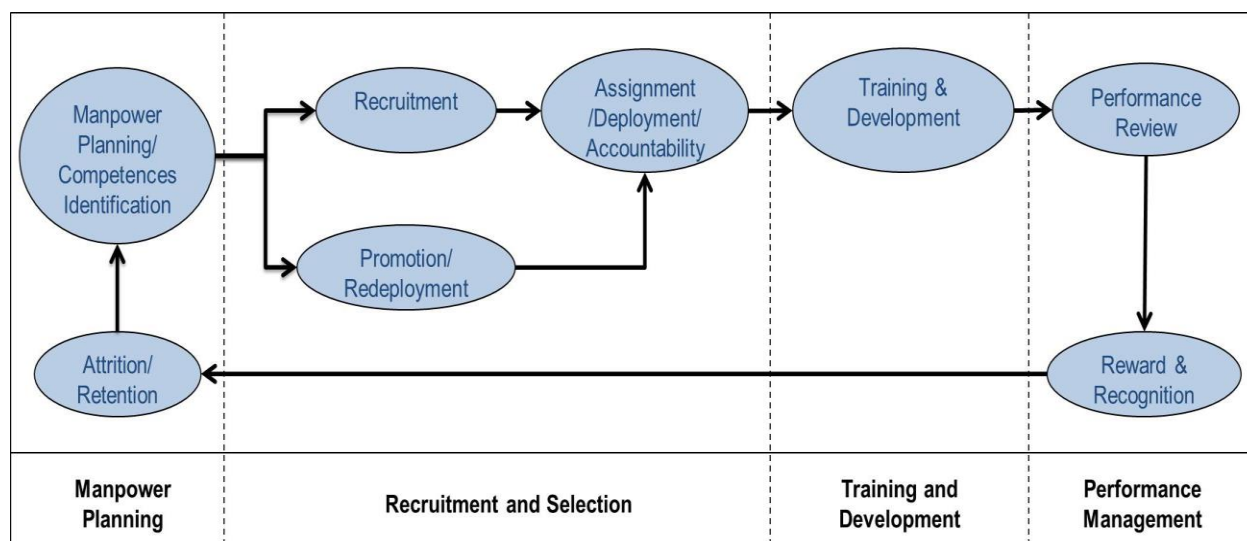 Manpower
Planning/
Competences
Identification
Recruitment
Assignment
/Deployment/
Accountability
Training &
Development
Performance
Review
Promotion/
Redeployment
Attrition/
Retention
Reward &
Recognition
Manpower
Planning
Recruitment and Selection
Training and
Development
Performance
Management